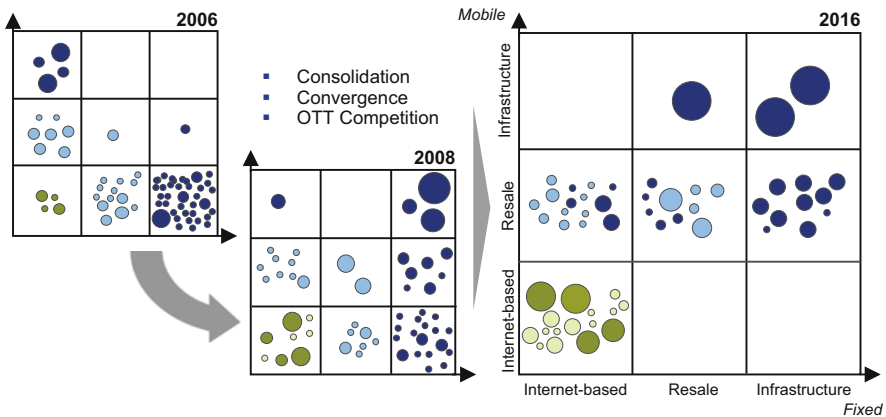 2006
Mobile
2016
Consolidation
Convergence
OTT Competition
2008
Infrastructure
Resale
Internet-based
Internet-based
Resale
Infrastructure
Fixed